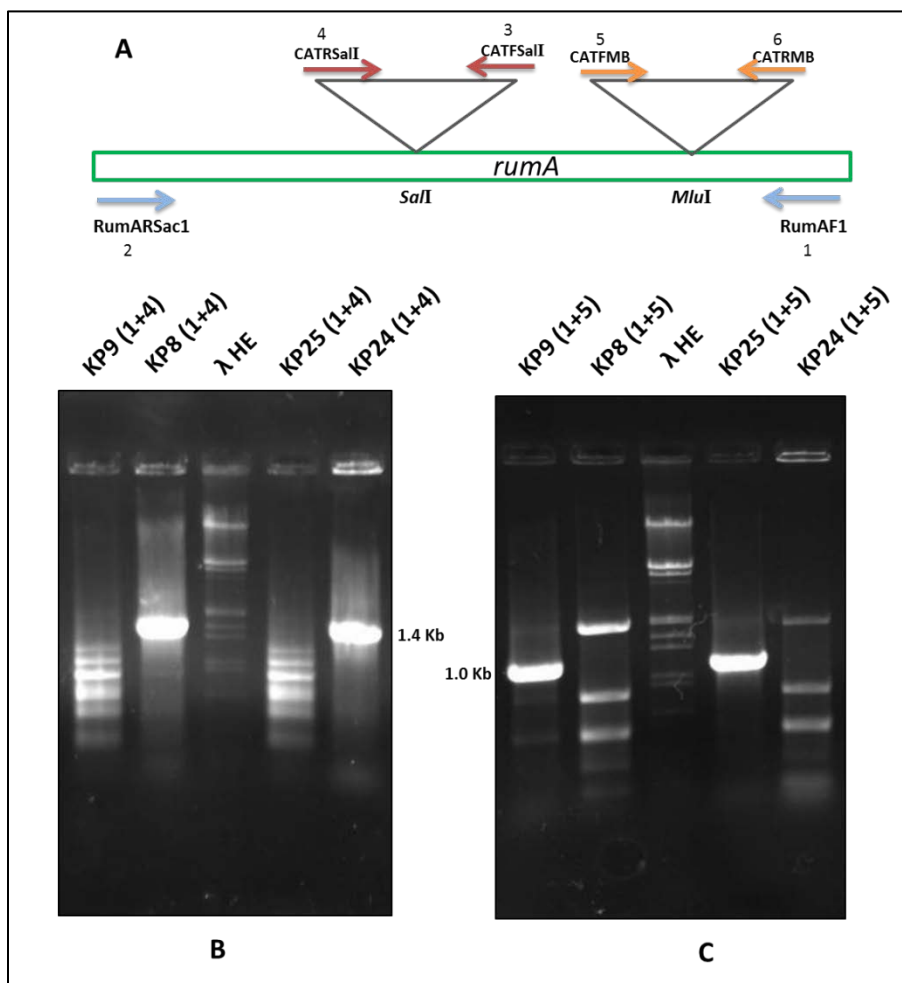 A
4
CATRSalI
3
CATFSalI
5
CATFMB
6
CATRMB
rumA
SalI
MluI
RumARSac1
2
RumAF1
1
KP9 (1+4)
KP8 (1+4)
λ HE
KP25 (1+4)
KP24 (1+4)
KP9 (1+5)
KP8 (1+5)
λ HE
KP25 (1+5)
KP24 (1+5)
1.4 Kb
1.0 Kb
B
C